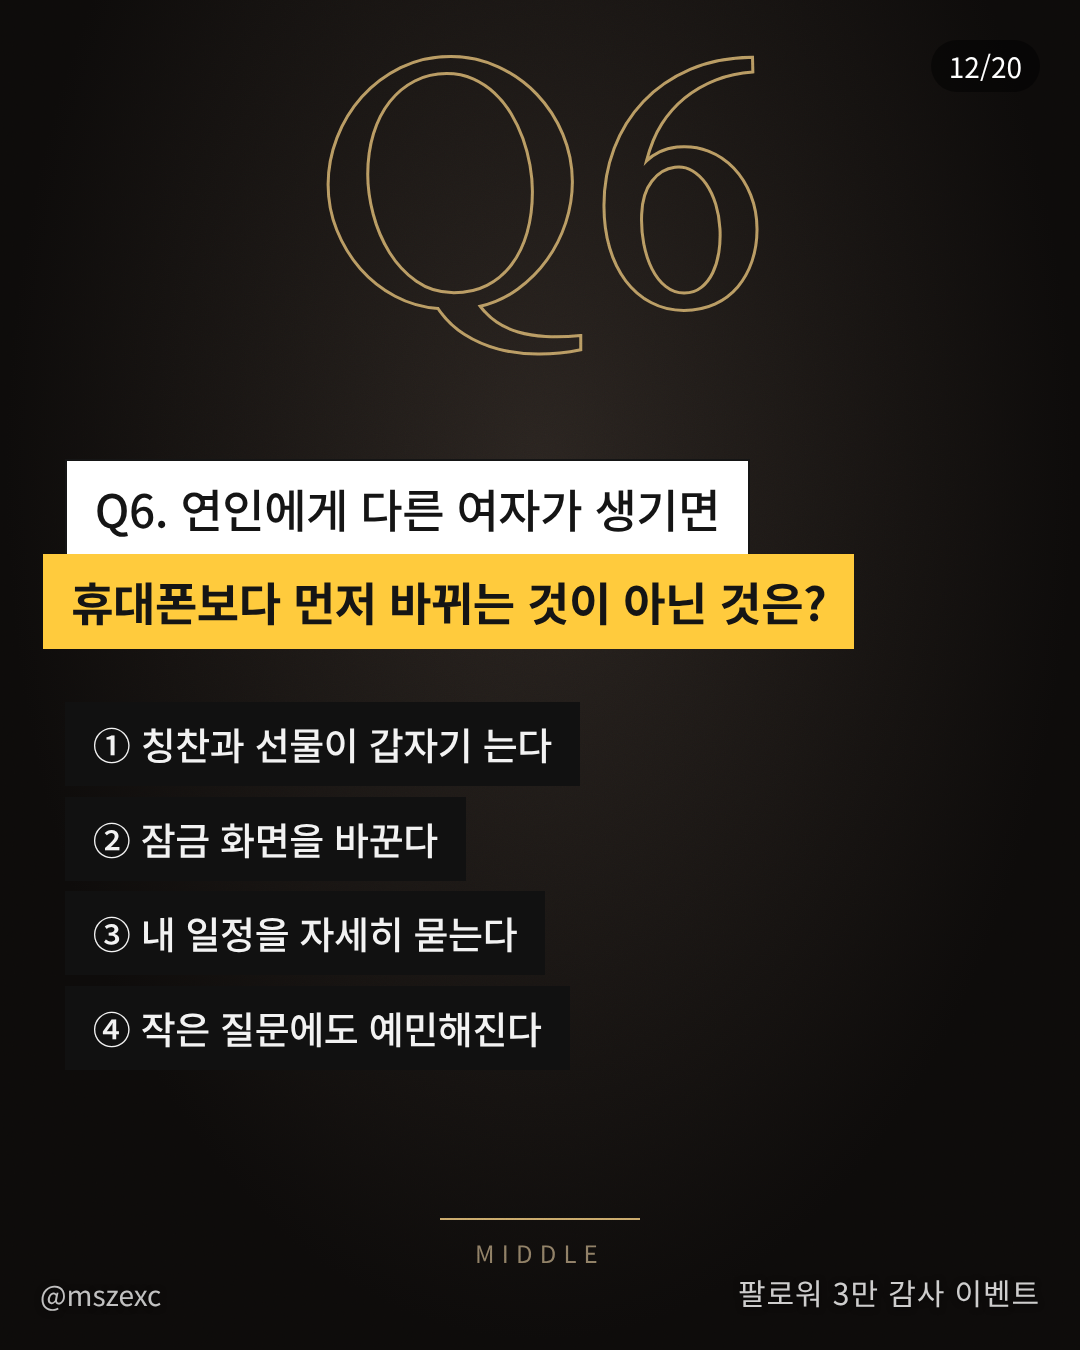 Q6
12/20
Q6. 연인에게 다른 여자가 생기면
휴대폰보다 먼저 바뀌는 것이 아닌 것은?
① 칭찬과 선물이 갑자기 는다
② 잠금 화면을 바꾼다
③ 내 일정을 자세히 묻는다
④ 작은 질문에도 예민해진다
MIDDLE
@mszexc
팔로워 3만 감사 이벤트